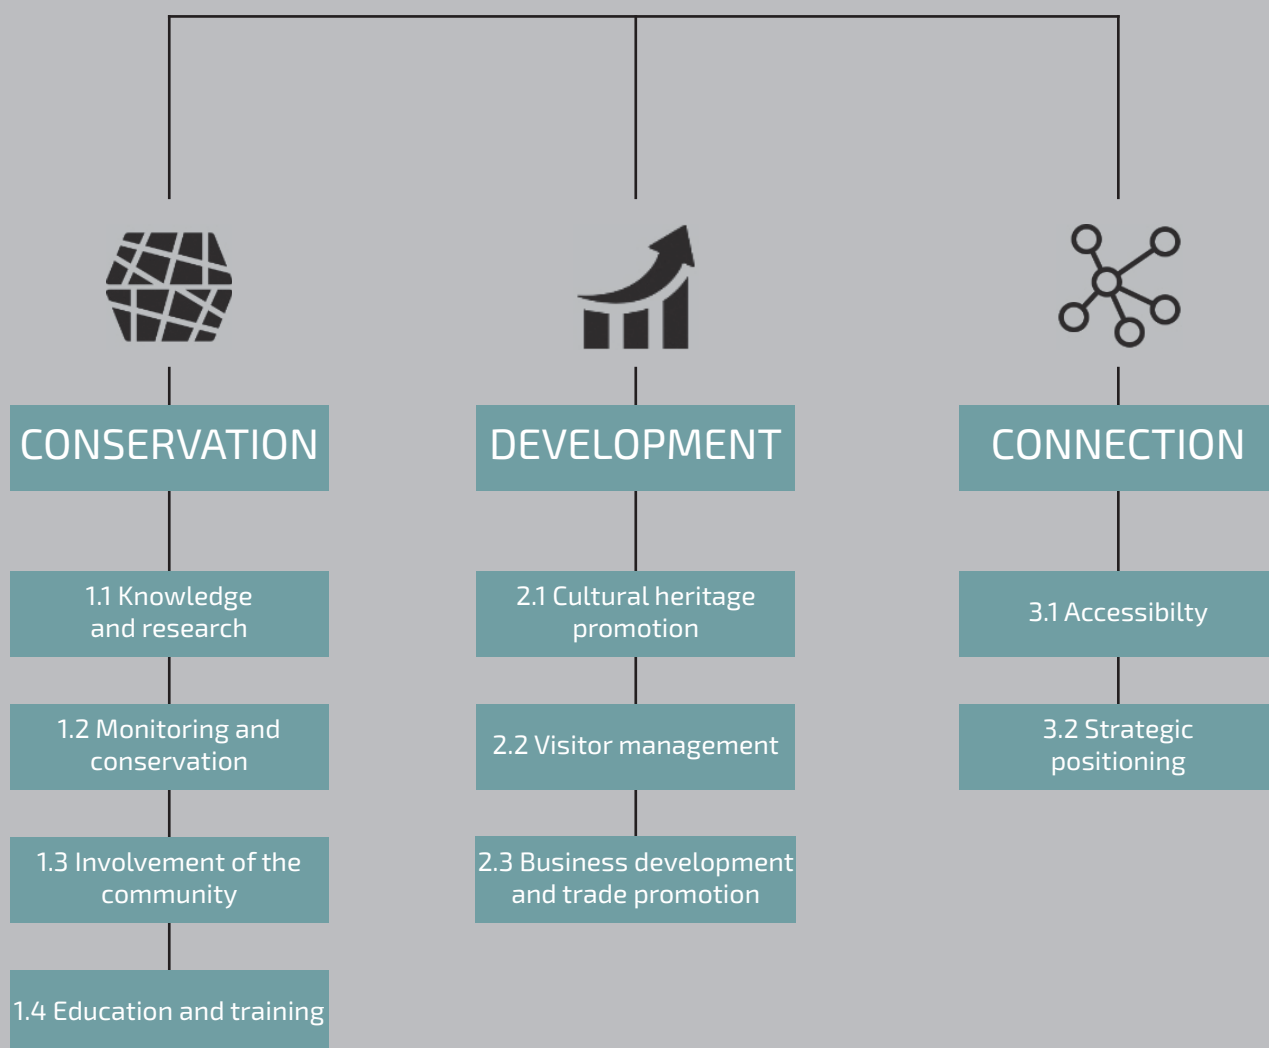 CONSERVATION
1.1 Knowledge
and research
1.2 Monitoring and
conservation
1.3 Involvement of the
community
1.4 Education and training
DEVELOPMENT
2.1 Cultural heritage
promotion
2.2 Visitor management
2.3 Business development
and trade promotion
CONNECTION
3.1 Accessibilty
3.2 Strategic
positioning